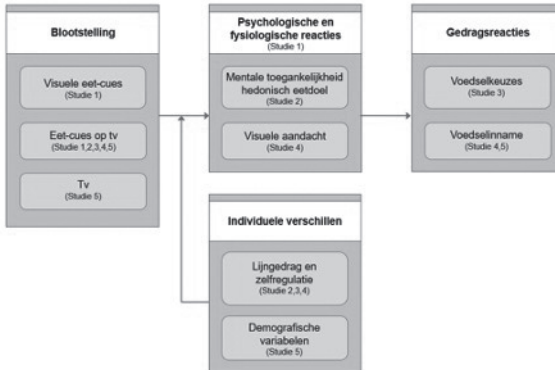 Blootstelling
Visuele eet-cues
(Studie 1)
Eet-cues op tv
(Studie 1,2,3,4,5)
Tv
(Studie 5)
Psychologische en
fysiologische reacties
(Studie 1)
Mentale toegankelijkheid
hedonisch eetdoel
(Studie 2)
Visuele aandacht
(Studie 4)
Gedragsreacties
Voedselkeuzes
(Studie 3)
Voedselinname
(Studie 4,5)
Individuele verschillen
Lijngedrag en
zelfregulatie
(Studie 2,3,4)
Demografische
variabelen
(Studie 5)